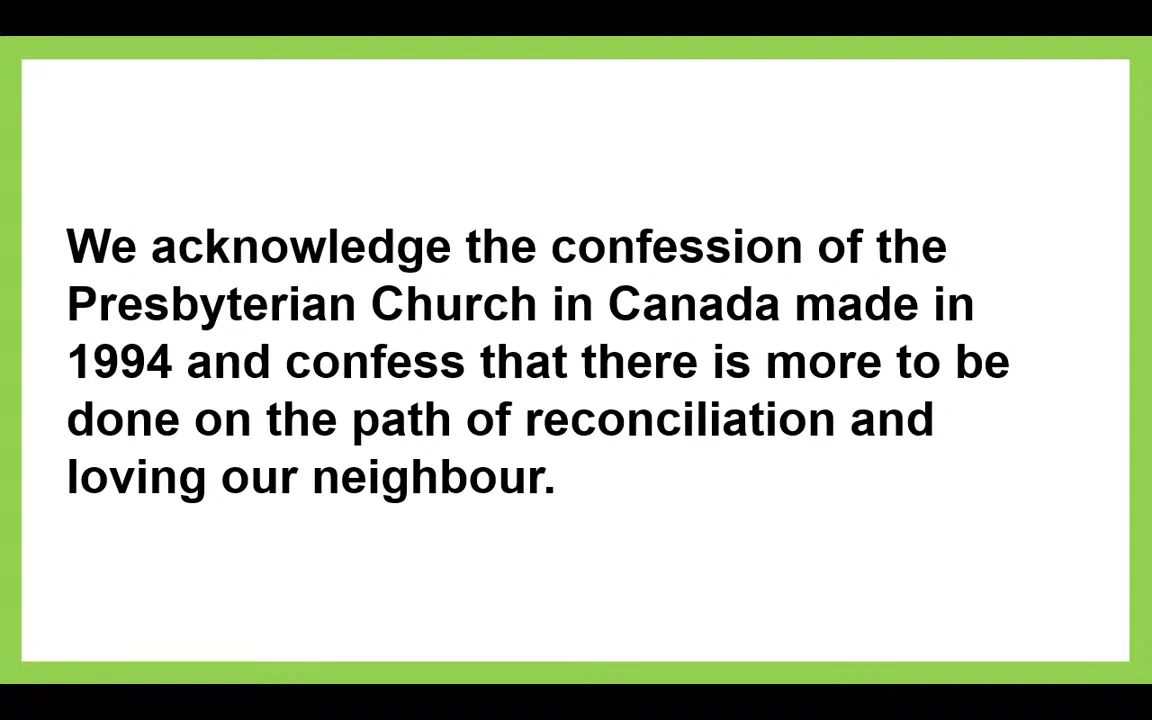 We acknowledge the confession of the
Presbyterian Church in Canada made in
1994 and confess that there is more to be
done on the path of reconciliation and
loving our neighbour.